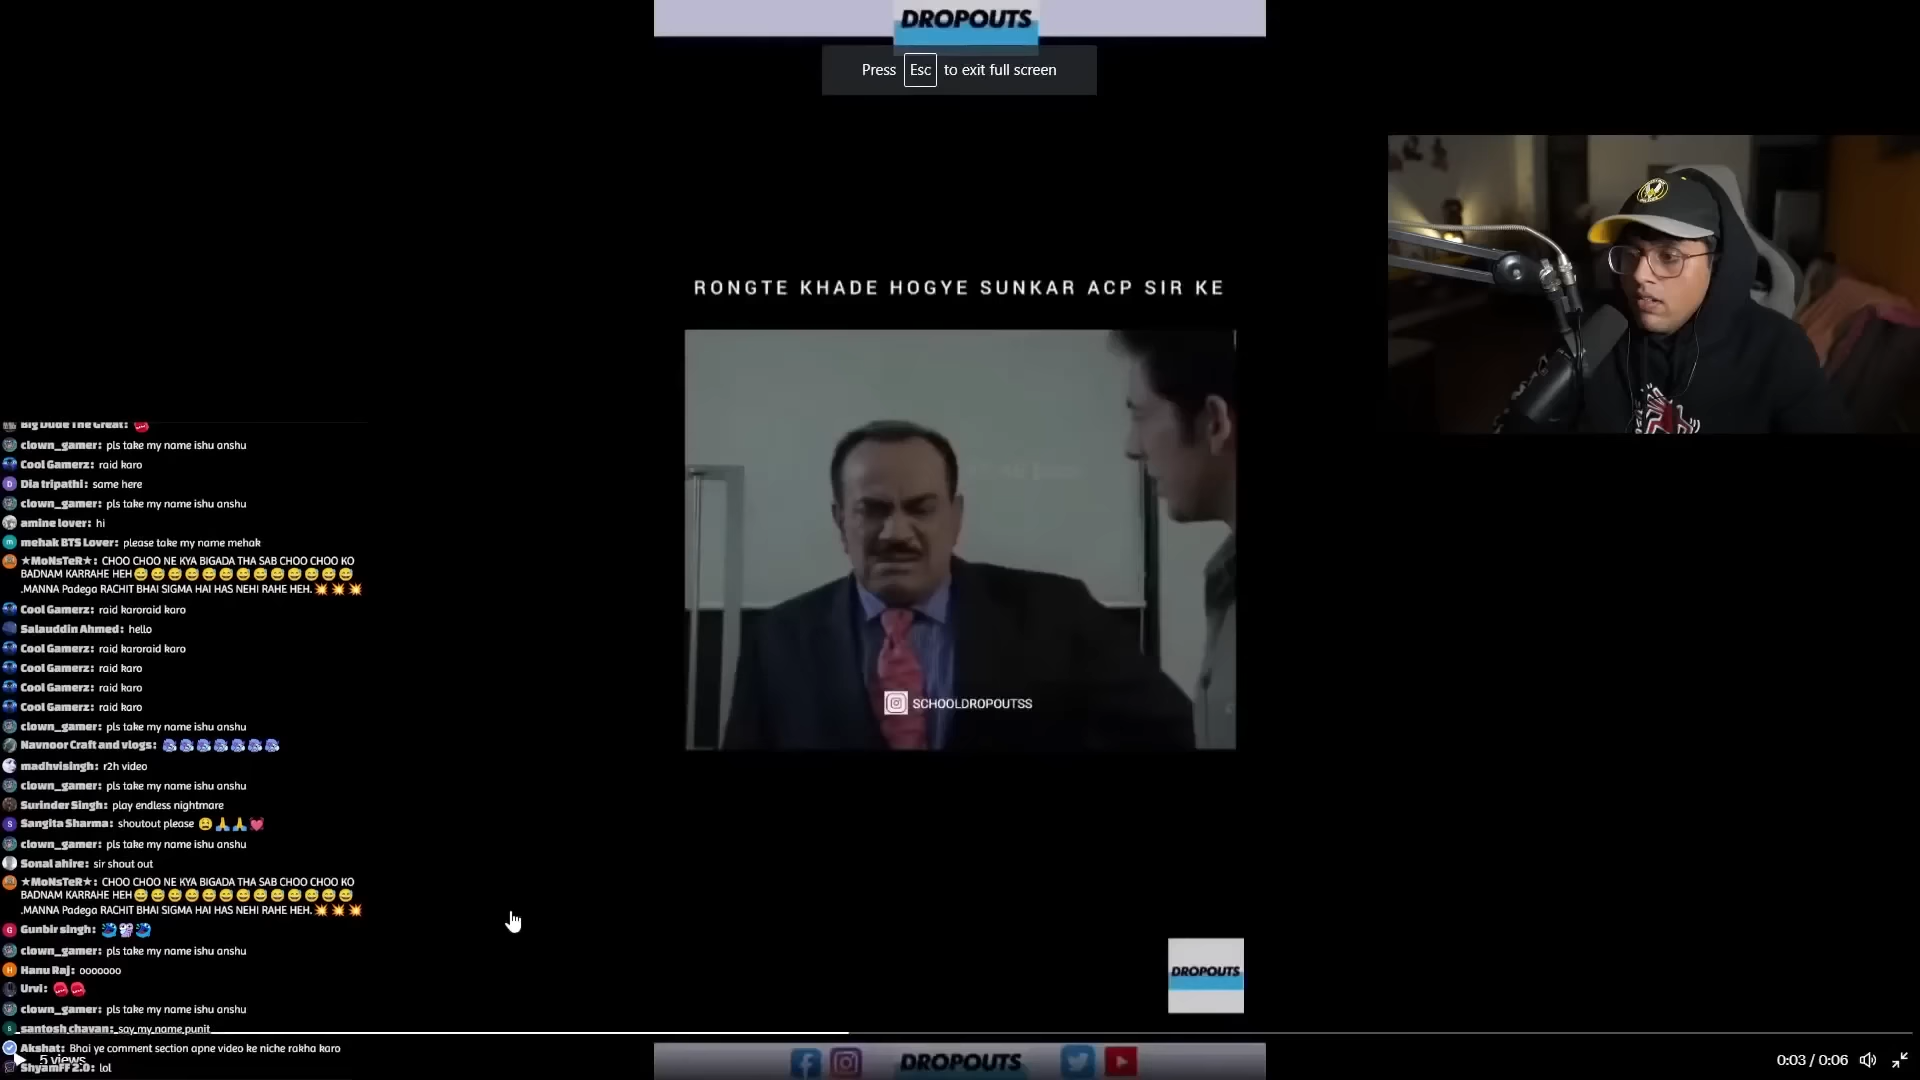 DROPOUTS
Press Esc to exit full screen
RONGTE KHADE HOGYE SUNKAR ACP SIR KE
SCHOOLDROPOUTSS
Big Dude The Great:
clown_gamer: pls take my name ishu anshu
Cool Gamerz: raid karo
Dia tripathi: same here
clown_gamer: pls take my name ishu anshu
amine lover: hi
mehak BTS Lover: please take my name mehak
★MoNsTeR★: CHOO CHOO NE KYA BIGADA THA SAB CHOO CHOO KO
BADNAM KARRAHE HEH😅😅😅😅😅😅😅😅😅😅😅😅😅
.MANNA Padega RACHIT BHAI SIGMA HAI HAS NEHI RAHE HEH.💥💥💥
Cool Gamerz: raid karoraid karo
Salauddin Ahmed: hello
Cool Gamerz: raid karoraid karo
Cool Gamerz: raid karo
Cool Gamerz: raid karo
Cool Gamerz: raid karo
clown_gamer: pls take my name ishu anshu
Navnoor Craft and vlogs:
madhvisingh: r2h video
clown_gamer: pls take my name ishu anshu
Surinder Singh: play endless nightmare
Sangita Sharma: shoutout please 😫🙏🙏💓
clown_gamer: pls take my name ishu anshu
Sonal ahire: sir shout out
★MoNsTeR★: CHOO CHOO NE KYA BIGADA THA SAB CHOO CHOO KO
BADNAM KARRAHE HEH😅😅😅😅😅😅😅😅😅😅😅😅😅
.MANNA Padega RACHIT BHAI SIGMA HAI HAS NEHI RAHE HEH.💥💥💥
Gunbir singh:
clown_gamer: pls take my name ishu anshu
Hanu Raj: ooooooo
Urvi:
clown_gamer: pls take my name ishu anshu
santosh chavan: say my name punit
Akshat: Bhai ye comment section apne video ke niche rakha karo
5 views
ShyamFF 2.0: lol
DROPOUTS
DROPOUTS
0:03 / 0:06